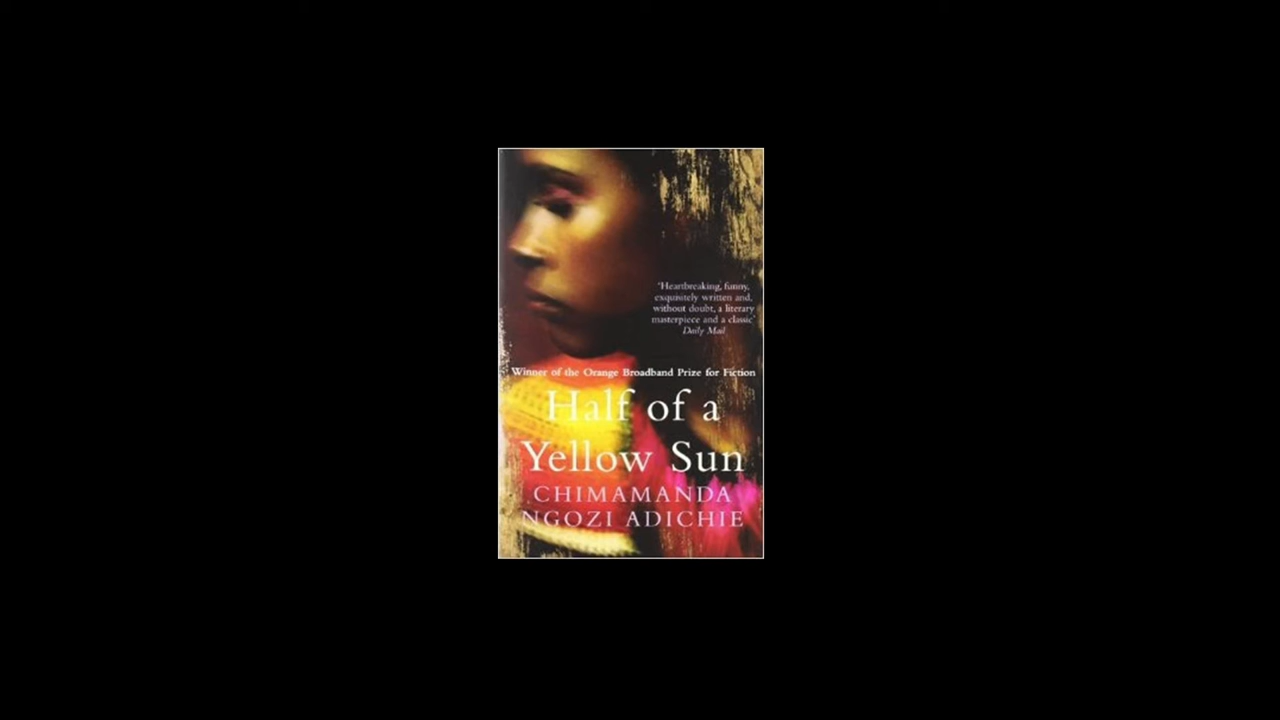 'Heartbreaking, funny,
exquisitely written and,
without doubt, a literary
masterpiece and a classic'
Daily Mail
Winner of the Orange Broadband Prize for Fiction
Half of a
Yellow Sun
CHIMAMANDA
NGOZI ADICHIE